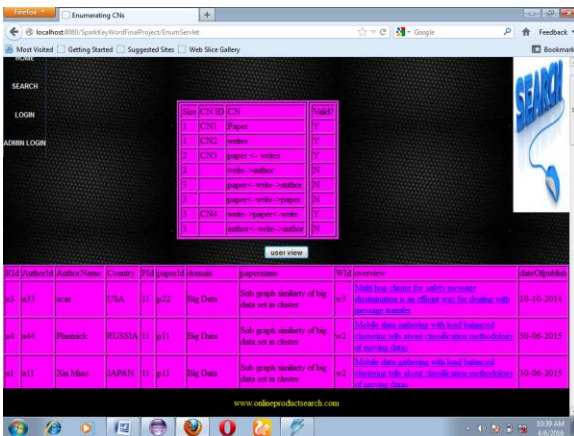 Firefox
Enumerating CNs
localhost:8080/SparkKeyWordFinalProject/EnumServlet
Google
Feedback
Most Visited Getting Started Suggested Sites Web Slice Gallery
Bookmark
HOME
SEARCH
LOGIN
ADMIN LOGIN
SEARCH
Size CN ID CN Valid?
1 CN1 Paper Y
1 CN2 writes Y
2 CN3 paper <- writes Y
2 write->author N
3 paper<-write->author N
3 paper<-write->paper N
3 CN4 write->paper<-write Y
3 author<-write->author N
user view
RId AuthorId AuthorName Country PId paperId domain papername WId overview dateOfpublish
a3 a33 USA 11 p22 Big Data Sub graph similarty of big w3 Multi hop cluster for safety message 10-10-2014
data set in cluster dissimination is an efficient way for dealing with
message transfer
a4 a44 RUSSIA 11 p11 Big Data Sub graph similarty of big w2 Mobile data gathering with load balanced 30-06-2015
data set in cluster clustering tells about classification methodology
of moving datas
a1 a11 Xin Miao JAPAN 11 p11 Big Data Sub graph similarty of big w2 Mobile data gathering with load balanced 30-06-2015
data set in cluster clustering tells about classification methodology
of moving datas
www.onlineproductsearch.com
10:39 AM
4/6/2016